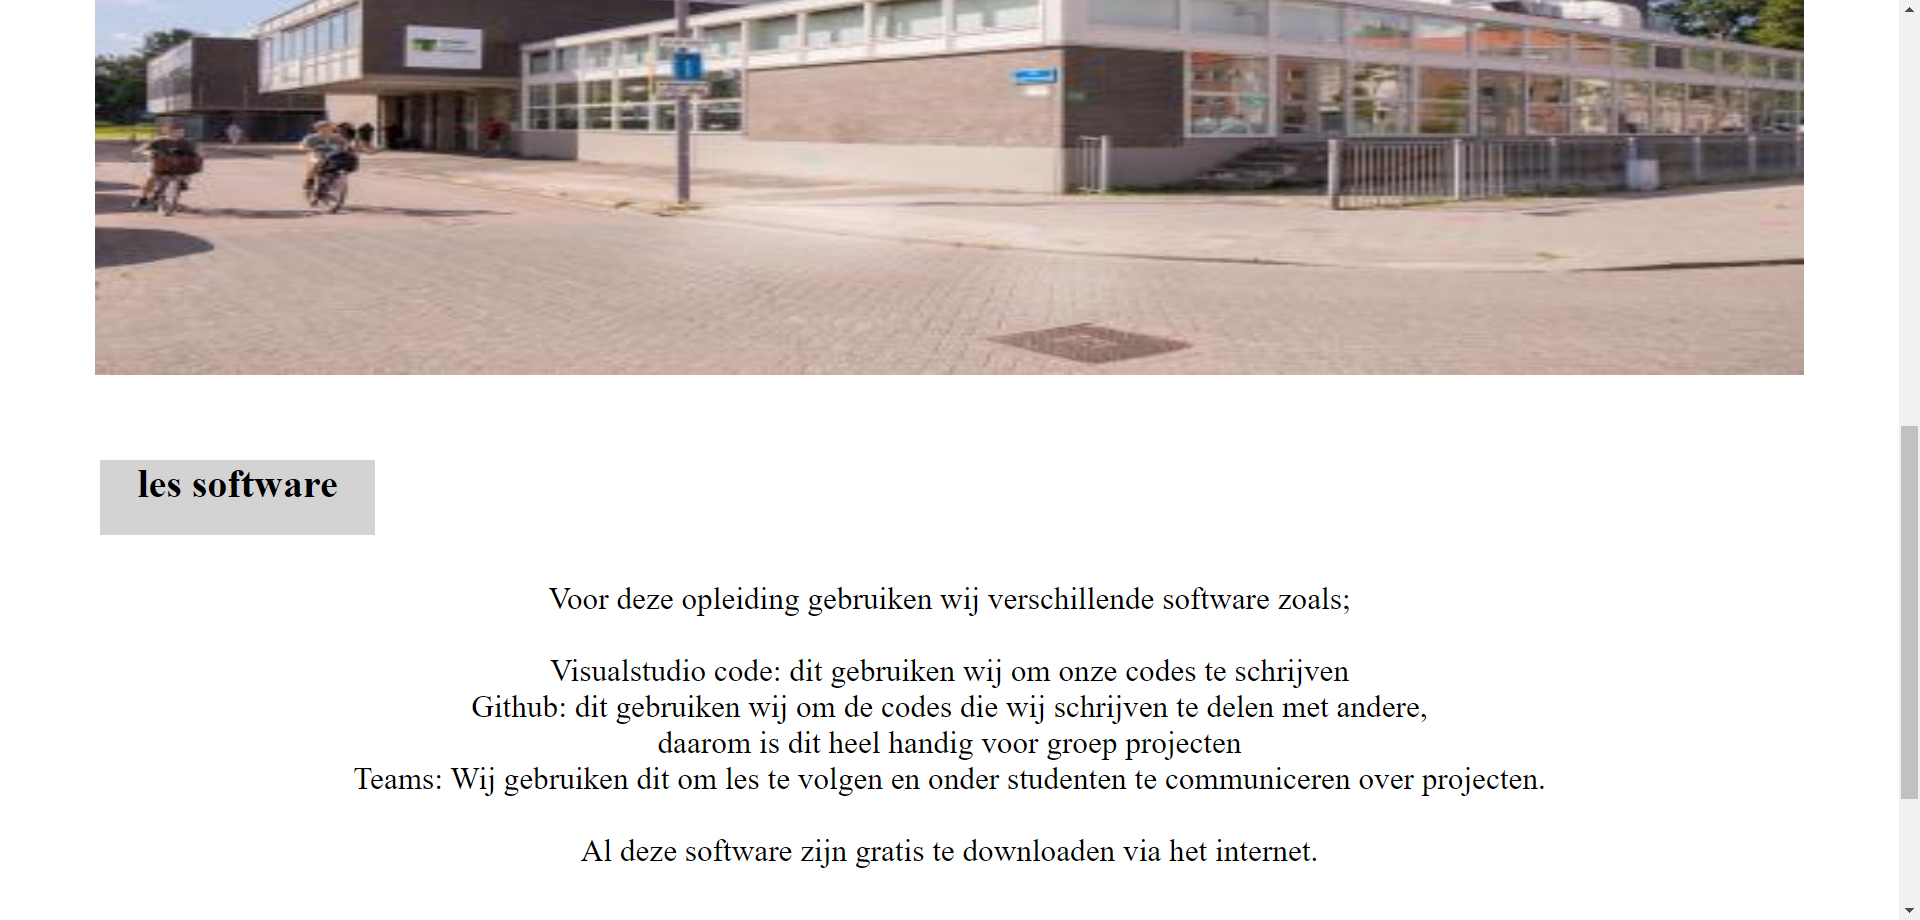 les software
Voor deze opleiding gebruiken wij verschillende software zoals;
Visualstudio code: dit gebruiken wij om onze codes te schrijven
Github: dit gebruiken wij om de codes die wij schrijven te delen met andere,
daarom is dit heel handig voor groep projecten
Teams: Wij gebruiken dit om les te volgen en onder studenten te communiceren over projecten.
Al deze software zijn gratis te downloaden via het internet.